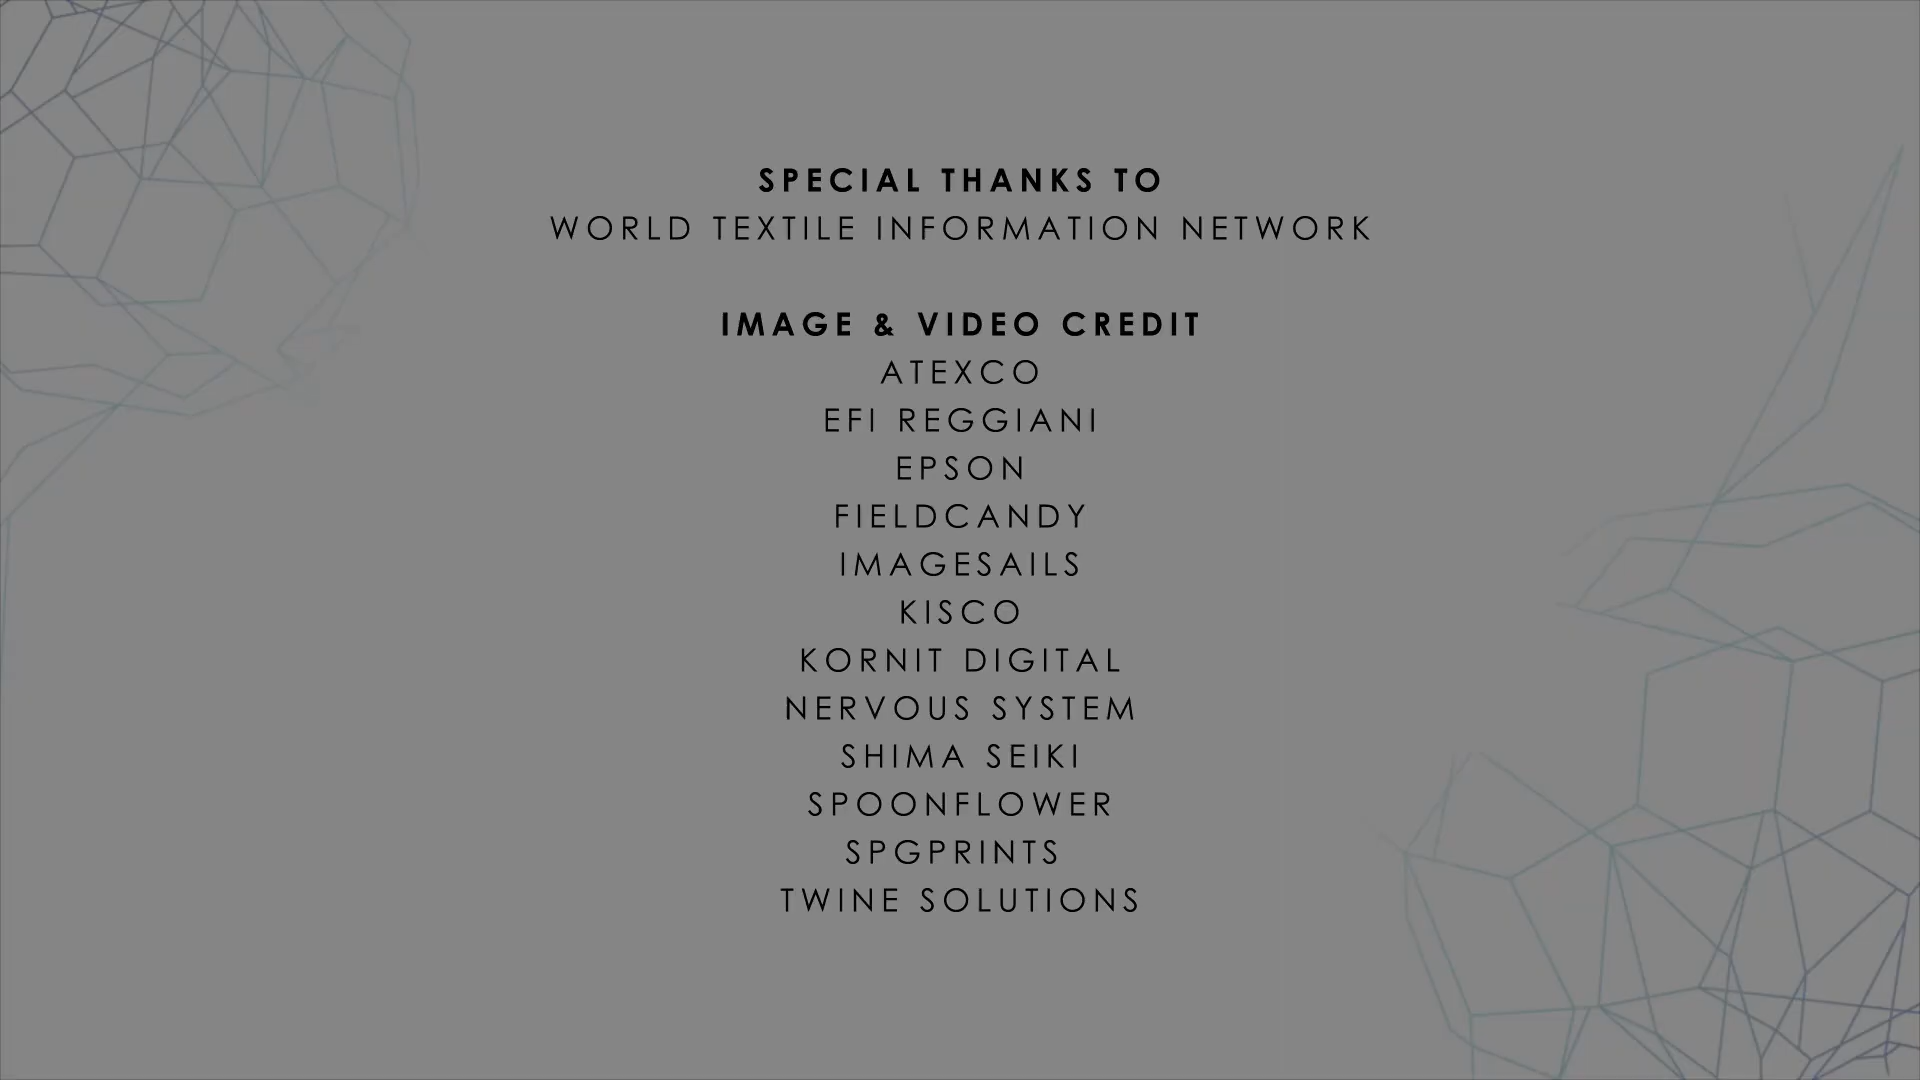 SPECIAL THANKS TO
WORLD TEXTILE INFORMATION NETWORK
IMAGE & VIDEO CREDIT
ATEXCO
EFI REGGIANI
EPSON
FIELDCANDY
IMAGESAILS
KISCO
KORNIT DIGITAL
NERVOUS SYSTEM
SHIMA SEIKI
SPOONFLOWER
SPGPRINTS
TWINE SOLUTIONS